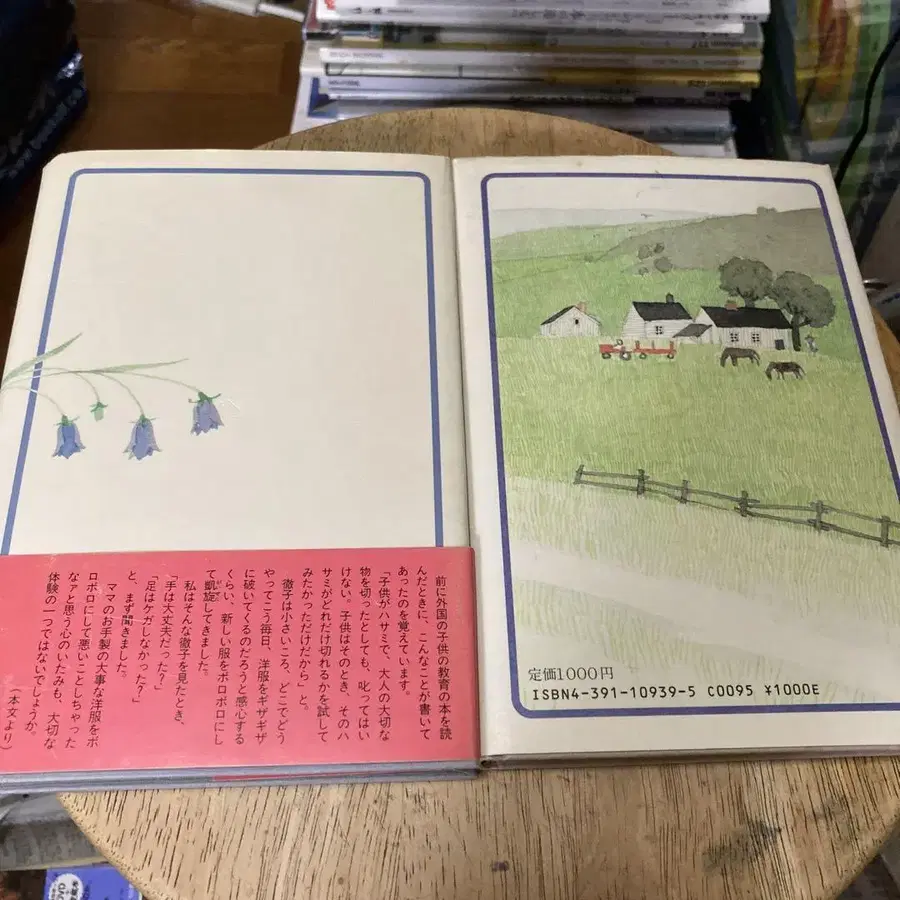 前に外国の子供の教育の本を読
んだときに、こんなことが書いて
あったのを覚えています。
「子供がハサミで、大人の大切な
物を切ったとしても、叱ってはい
けない。子供はそのとき、そのハ
サミがどれだけ切れるかを試して
みたかっただけだから」と。
徹子は小さいころ、どこでどう
やってこう毎日、洋服をギザギザ
に破いてくるのだろうと感心する
くらい、新しい服をボロボロにし
て凱旋してきました。
私はそんな徹子を見たとき、
「手は大丈夫だった?」
「足はケガしなかった?」
と、まず聞きました。
ママのお手製の大事な洋服をボ
ロボロにして悪いことしちゃった
なァと思う心のいたみも、大切な
体験の一つではないでしょうか。
(本文より)
定価1000円
ISBN4-391-10939-5 C0095 ¥1000E